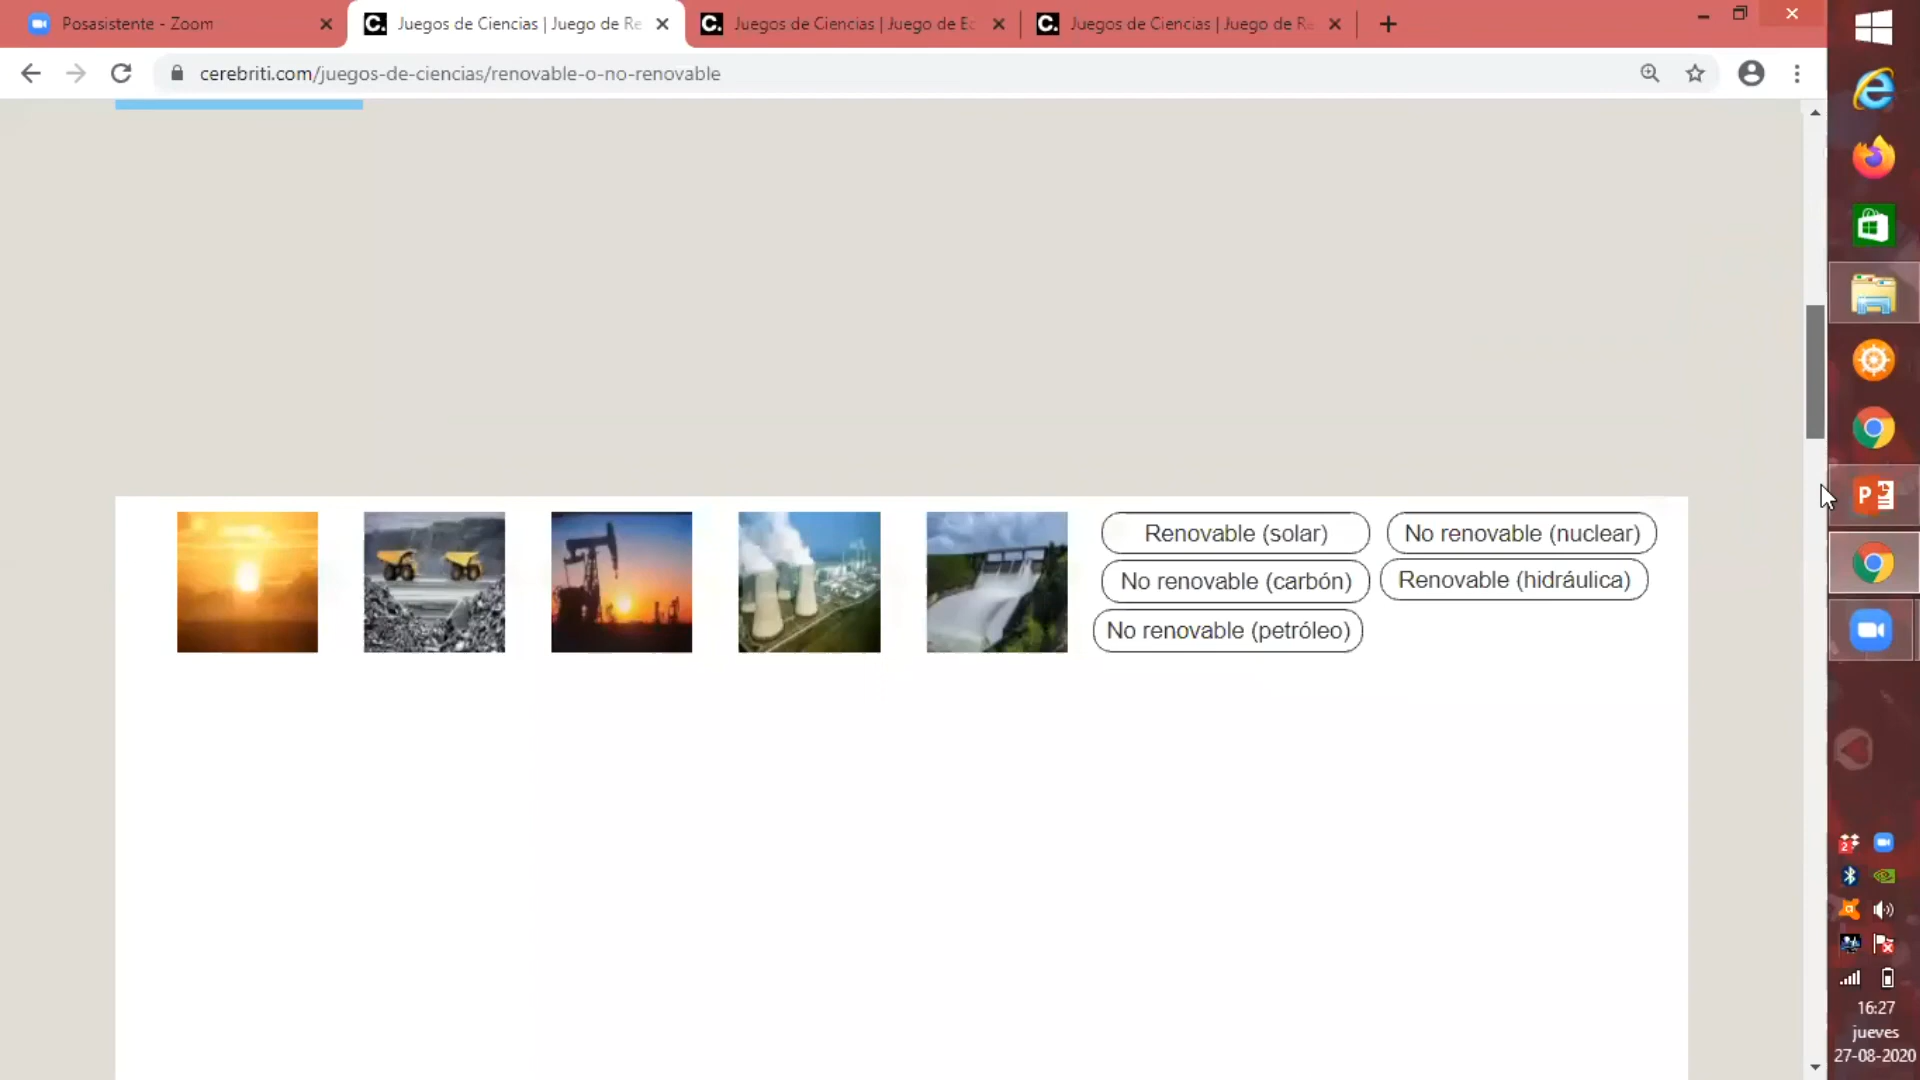 Posasistente - Zoom
Juegos de Ciencias | Juego de Re
Juegos de Ciencias | Juego de Ec
Juegos de Ciencias | Juego de Re
cerebriti.com/juegos-de-ciencias/renovable-o-no-renovable
Renovable (solar)
No renovable (nuclear)
No renovable (carbón)
Renovable (hidráulica)
No renovable (petróleo)
16:27
jueves
27-08-2020